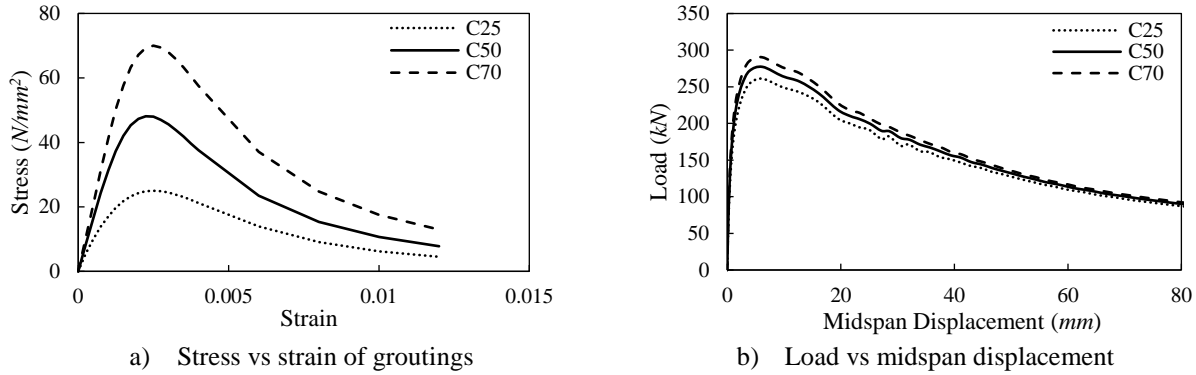 80
60
40
20
0
0
0.005
0.01
0.015
Stress (N/mm²)
Strain
C25
C50
C70
a) Stress vs strain of groutings
350
300
250
200
150
100
50
0
0
20
40
60
80
Load (kN)
Midspan Displacement (mm)
C25
C50
C70
b) Load vs midspan displacement